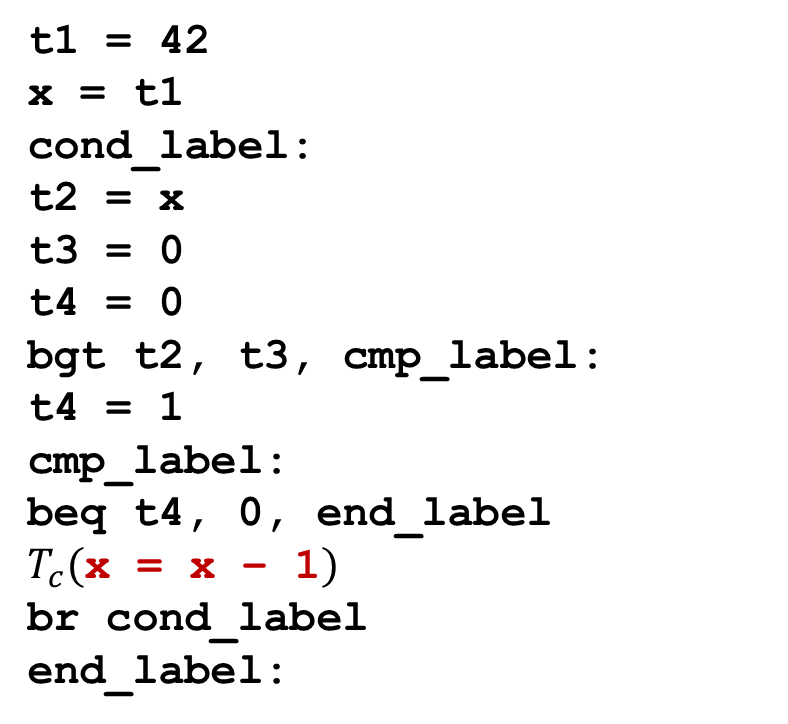 t1 = 42
x = t1
cond_label:
t2 = x
t3 = 0
t4 = 0
bgt t2, t3, cmp_label:
t4 = 1
cmp_label:
beq t4, 0, end_label
T_c(x = x - 1)
br cond_label
end_label: